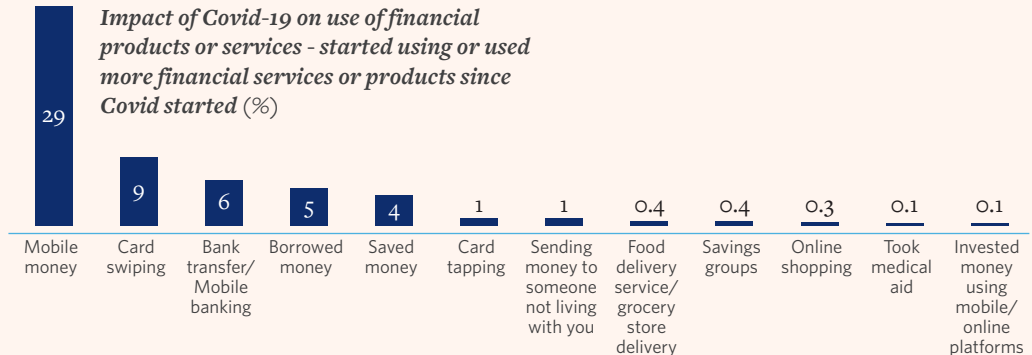 Impact of Covid-19 on use of financial
products or services - started using or used
more financial services or products since
Covid started (%)
29
9
6
5
4
1
1
0.4
0.4
0.3
0.1
0.1
Mobile
money
Card
swiping
Bank
transfer/
Mobile
banking
Borrowed
money
Saved
money
Card
tapping
Sending
money to
someone
not living
with you
Food
delivery
service/
grocery
store
delivery
Savings
groups
Online
shopping
Took
medical
aid
Invested
money
using
mobile/
online
platforms